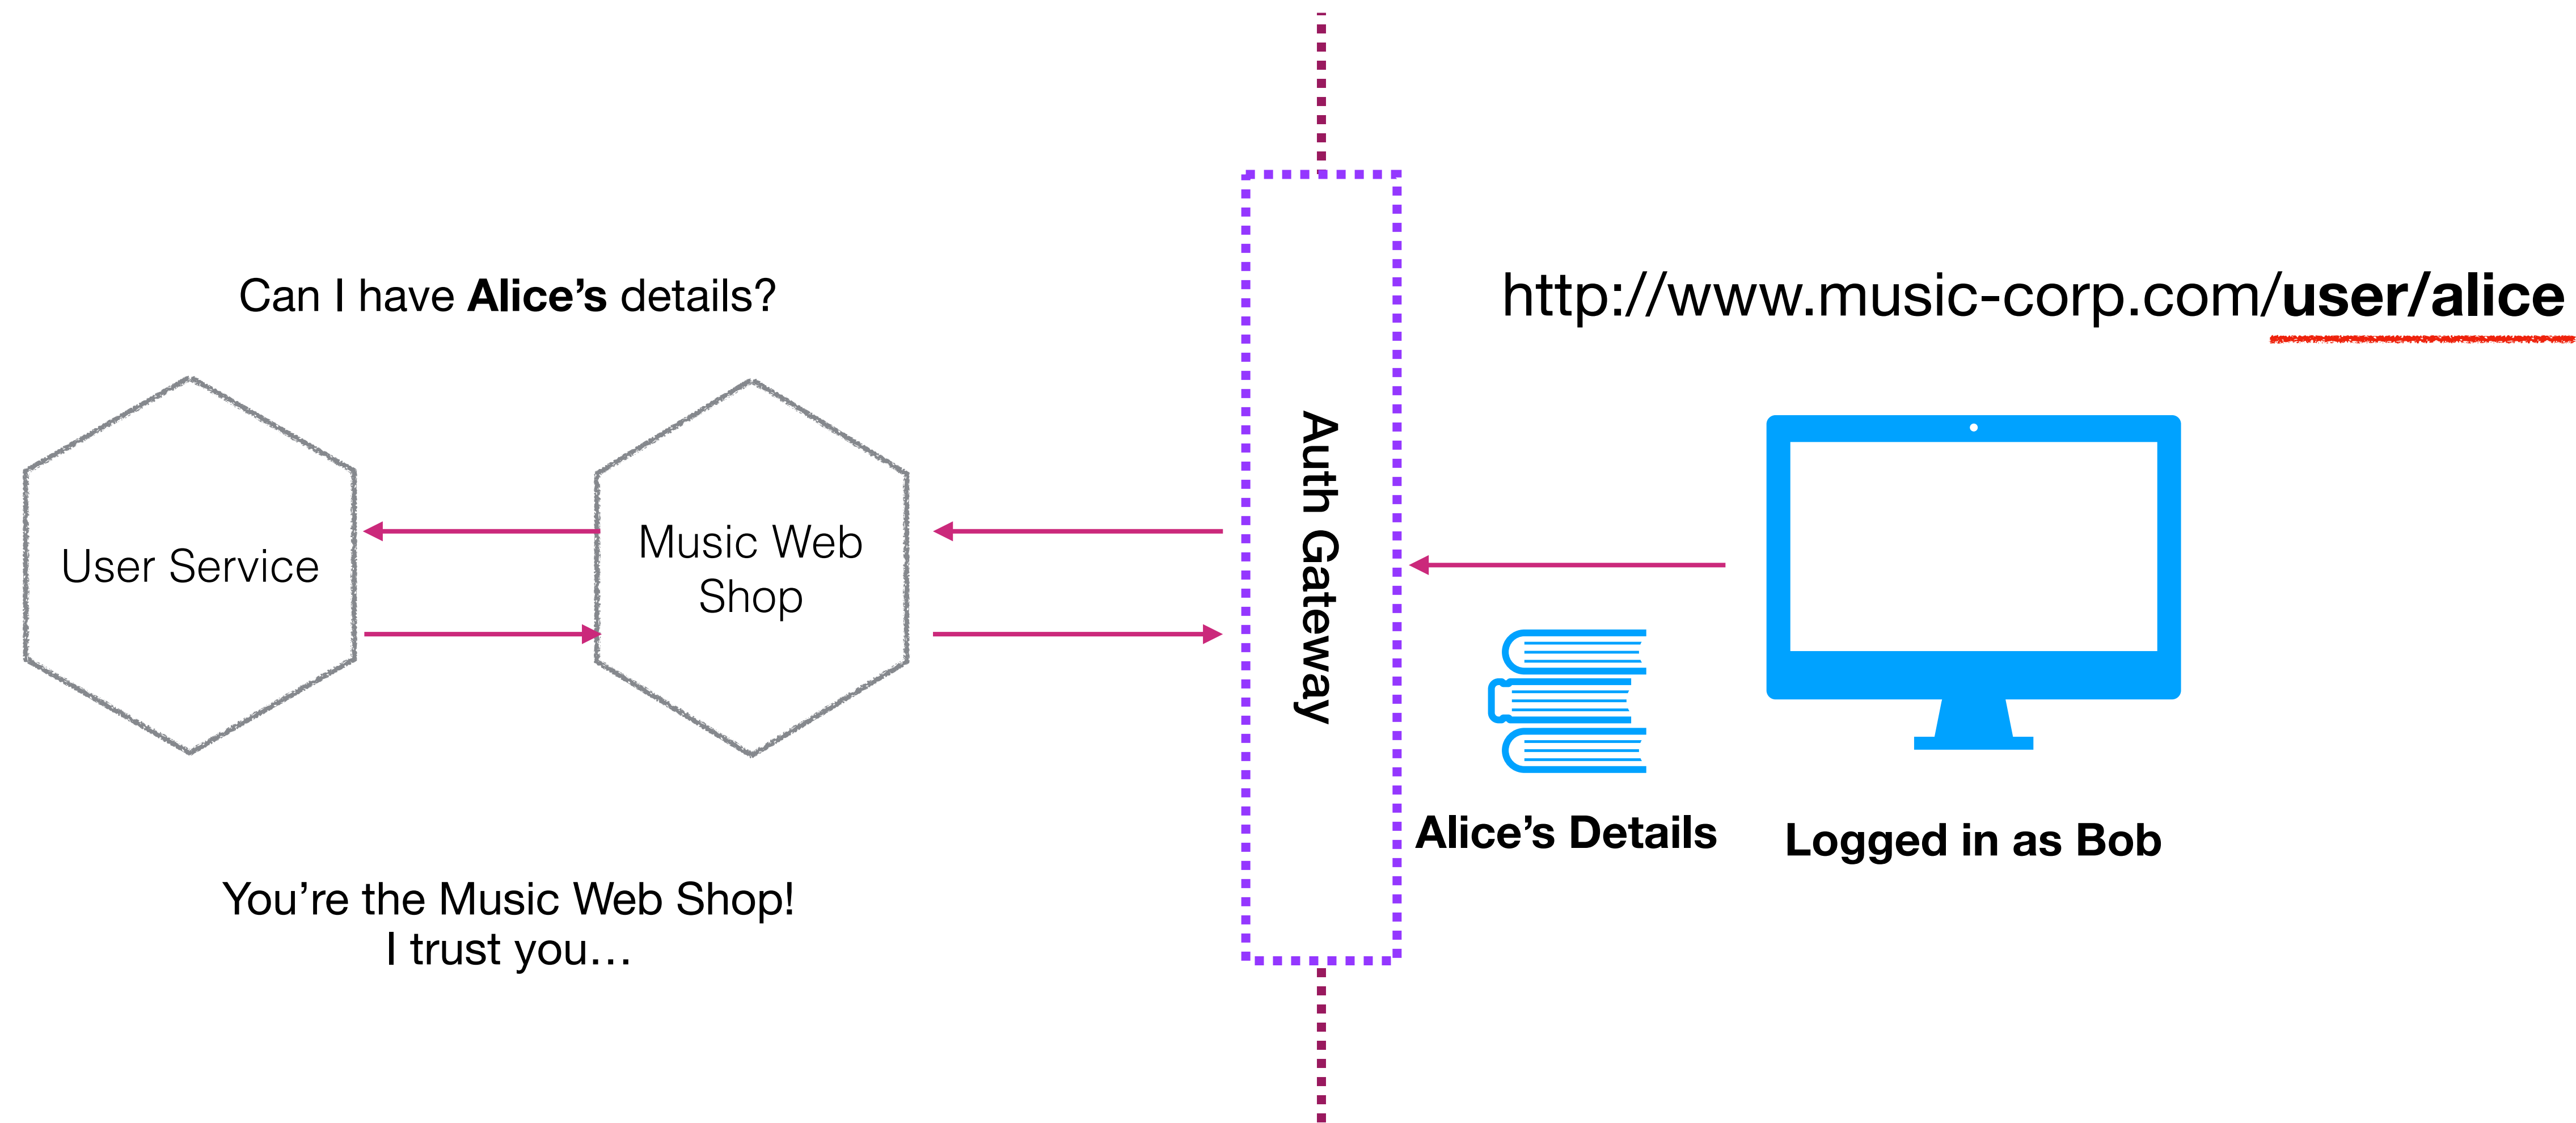 Can I have Alice’s details?
http://www.music-corp.com/user/alice
User Service
Music Web
Shop
Auth Gateway
Alice’s Details
Logged in as Bob
You’re the Music Web Shop!
I trust you…